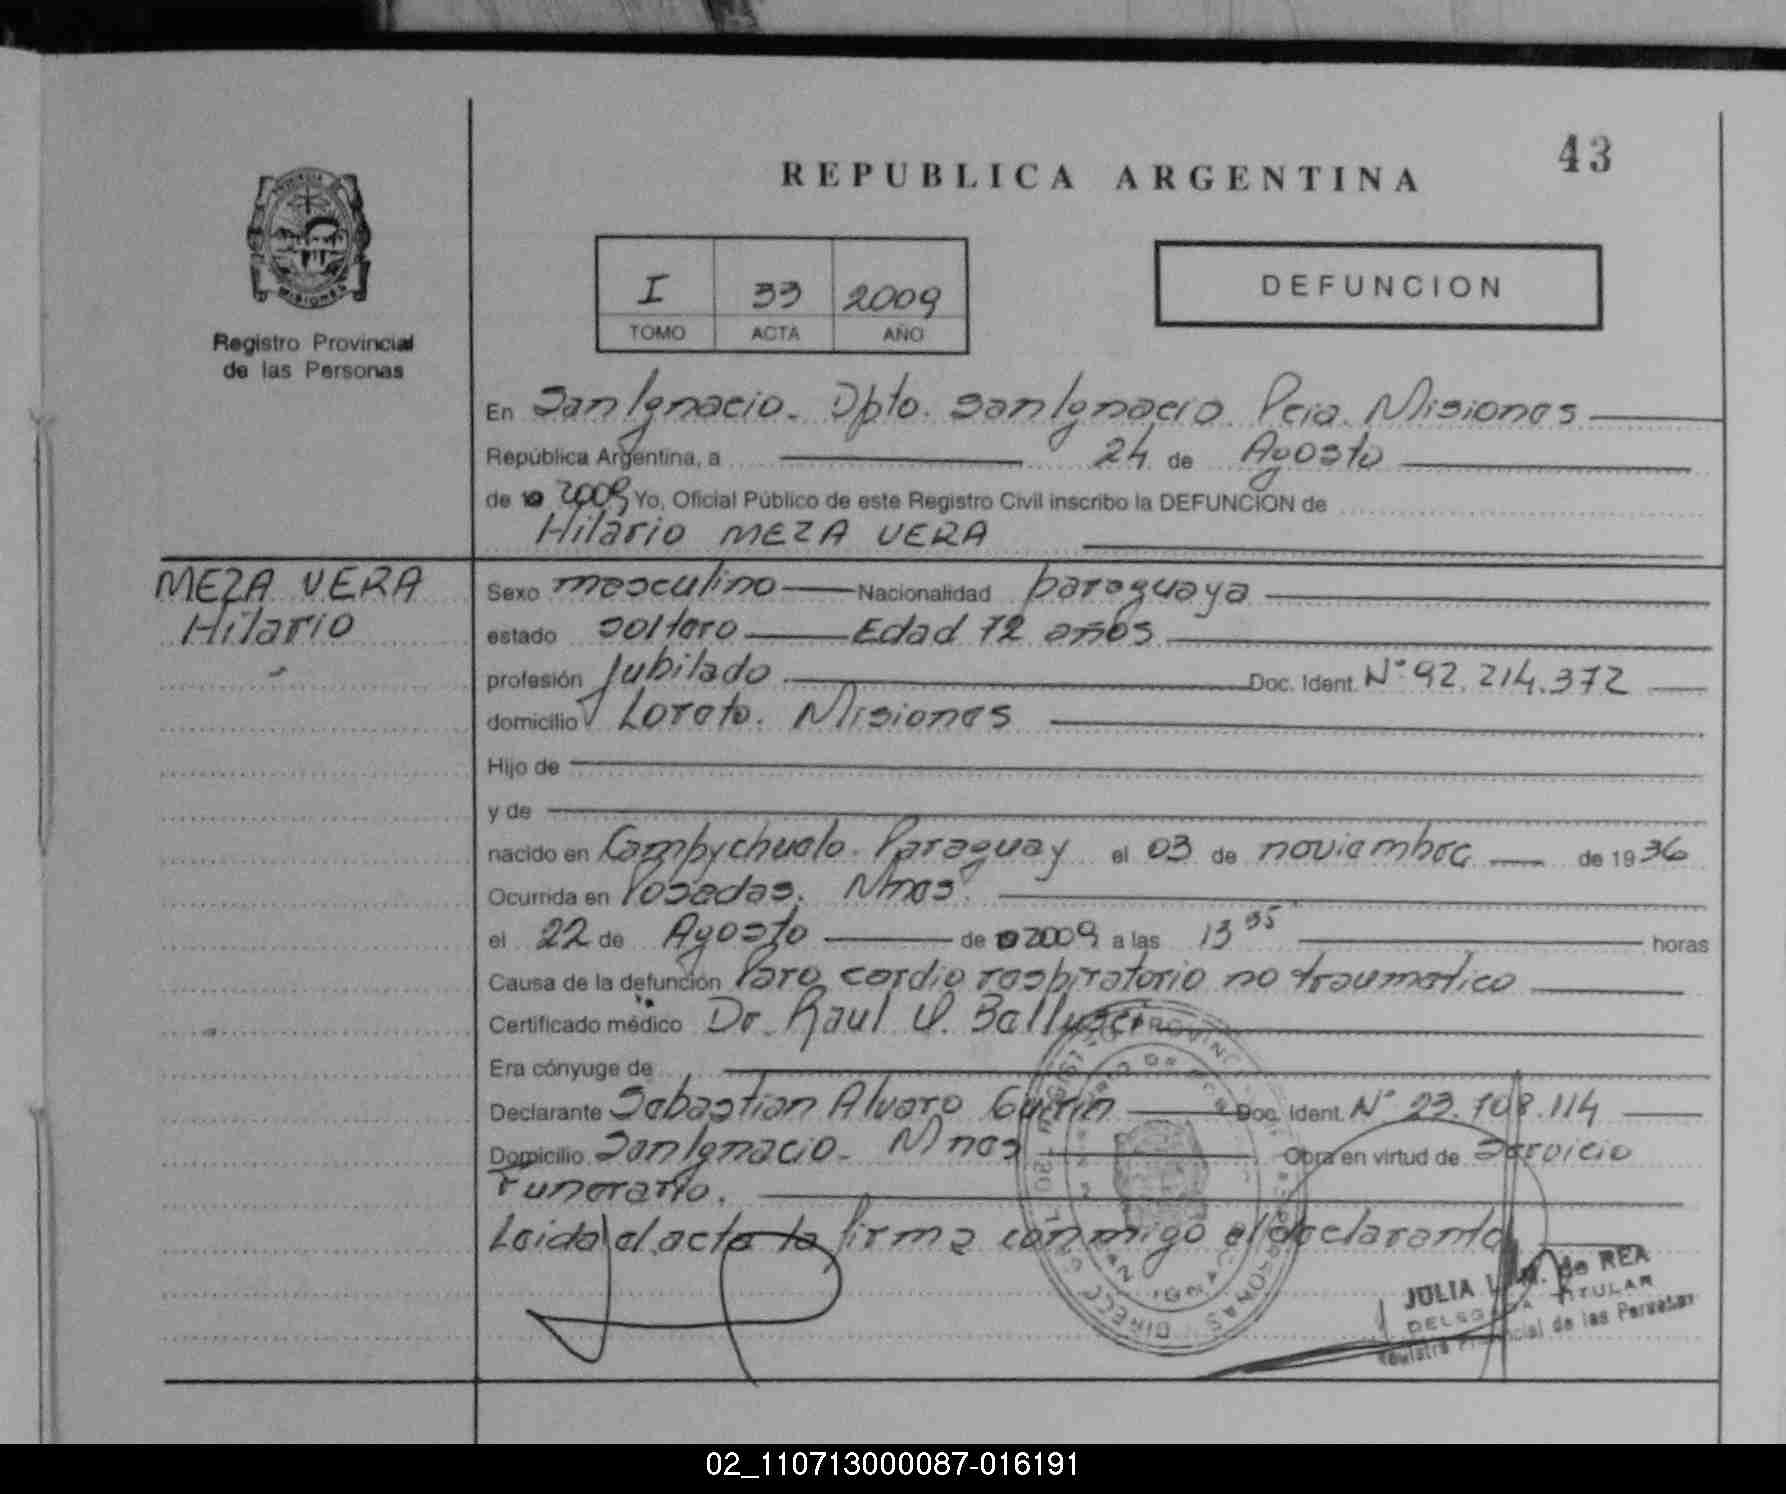 43
REPUBLICA ARGENTINA
I 33 2009
TOMO ACTA AÑO
DEFUNCION
MISIONES
Registro Provincial
de las Personas
En San Ignacio. Dpto. San Ignacio. Pcia. Misiones
República Argentina, a 24 de Agosto
de 19 2009 Yo, Oficial Público de este Registro Civil inscribo la DEFUNCION de
Hilario MEZA VERA
MEZA VERA
Hilario
Sexo masculino Nacionalidad paraguaya
estado soltero Edad 72 años
profesión Jubilado Doc. Ident. N° 92.214.372
domicilio Loreto. Misiones
Hijo de
y de
nacido en Campychuelo. Paraguay el 03 de noviembre de 1936
Ocurrida en Posadas. Mnes.
el 22 de Agosto de 2009 a las 13 horas
Causa de la defunción Paro cardio respiratorio no traumatico
Certificado médico Dr. Raul
Era cónyuge de
Declarante Sebastian Alvaro Doc. Ident. N° 23.708.114
Domicilio San Ignacio. Mnes Obra en virtud de Servicio
Funerario.
Leida el acta la firma conmigo el declarante
JULIA de REA
DELEGADA TITULAR
Registro Provincial de las Personas
02_110713000087-016191